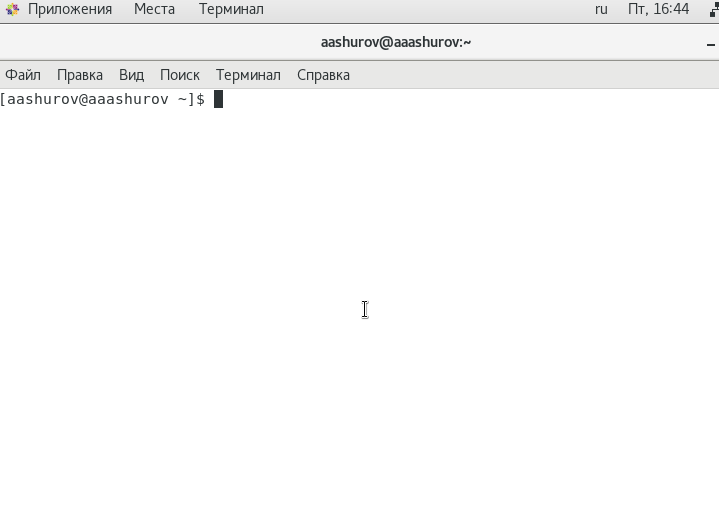 Приложения Места Терминал ru Пт, 16:44
aashurov@aaashurov:~
Файл Правка Вид Поиск Терминал Справка
[aashurov@aaashurov ~]$